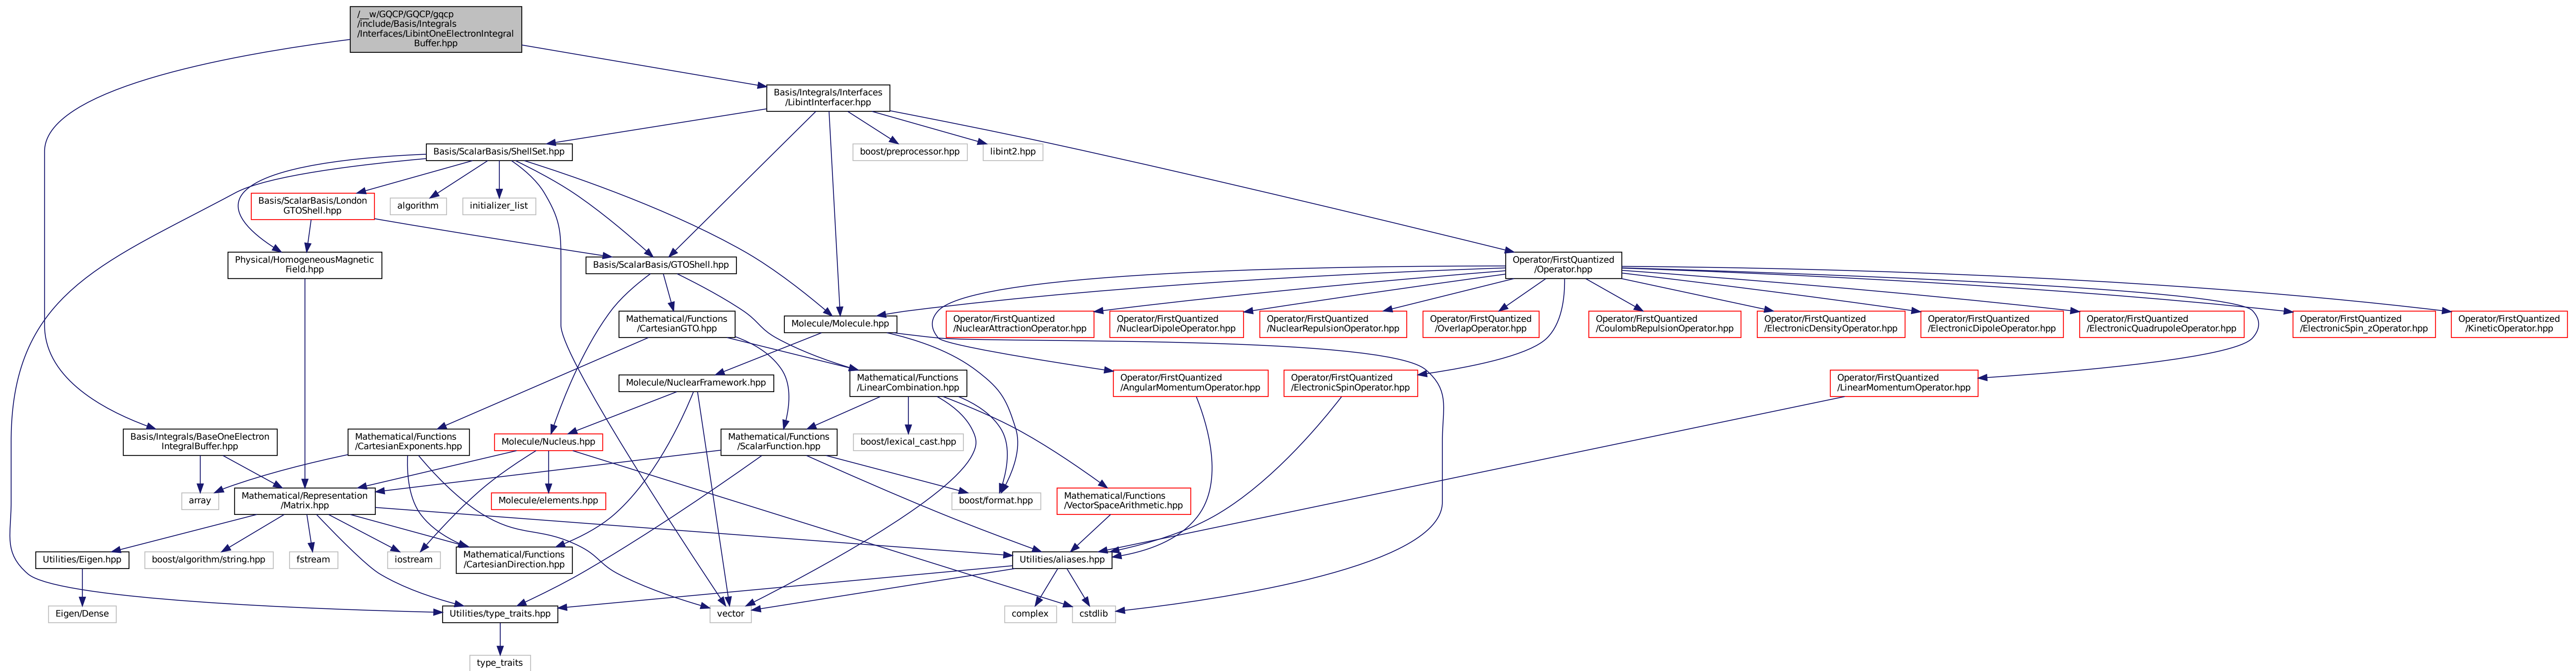 /__w/GQCP/GQCP/gqcp
/include/Basis/Integrals
/Interfaces/LibintOneElectronIntegral
Buffer.hpp
Basis/Integrals/Interfaces
/LibintInterfacer.hpp
Basis/ScalarBasis/ShellSet.hpp
boost/preprocessor.hpp
libint2.hpp
Basis/ScalarBasis/London
GTOShell.hpp
algorithm
initializer_list
Physical/HomogeneousMagnetic
Field.hpp
Basis/ScalarBasis/GTOShell.hpp
Operator/FirstQuantized
/Operator.hpp
Mathematical/Functions
/CartesianGTO.hpp
Molecule/Molecule.hpp
Operator/FirstQuantized
/NuclearAttractionOperator.hpp
Operator/FirstQuantized
/NuclearDipoleOperator.hpp
Operator/FirstQuantized
/NuclearRepulsionOperator.hpp
Operator/FirstQuantized
/OverlapOperator.hpp
Operator/FirstQuantized
/CoulombRepulsionOperator.hpp
Operator/FirstQuantized
/ElectronicDensityOperator.hpp
Operator/FirstQuantized
/ElectronicDipoleOperator.hpp
Operator/FirstQuantized
/ElectronicQuadrupoleOperator.hpp
Operator/FirstQuantized
/ElectronicSpin_zOperator.hpp
Operator/FirstQuantized
/KineticOperator.hpp
Molecule/NuclearFramework.hpp
Mathematical/Functions
/LinearCombination.hpp
Operator/FirstQuantized
/AngularMomentumOperator.hpp
Operator/FirstQuantized
/ElectronicSpinOperator.hpp
Operator/FirstQuantized
/LinearMomentumOperator.hpp
Basis/Integrals/BaseOneElectron
IntegralBuffer.hpp
Mathematical/Functions
/CartesianExponents.hpp
Molecule/Nucleus.hpp
Mathematical/Functions
/ScalarFunction.hpp
boost/lexical_cast.hpp
array
Mathematical/Representation
/Matrix.hpp
Molecule/elements.hpp
boost/format.hpp
Mathematical/Functions
/VectorSpaceArithmetic.hpp
Utilities/Eigen.hpp
boost/algorithm/string.hpp
fstream
iostream
Mathematical/Functions
/CartesianDirection.hpp
Utilities/aliases.hpp
Eigen/Dense
Utilities/type_traits.hpp
vector
complex
cstdlib
type_traits